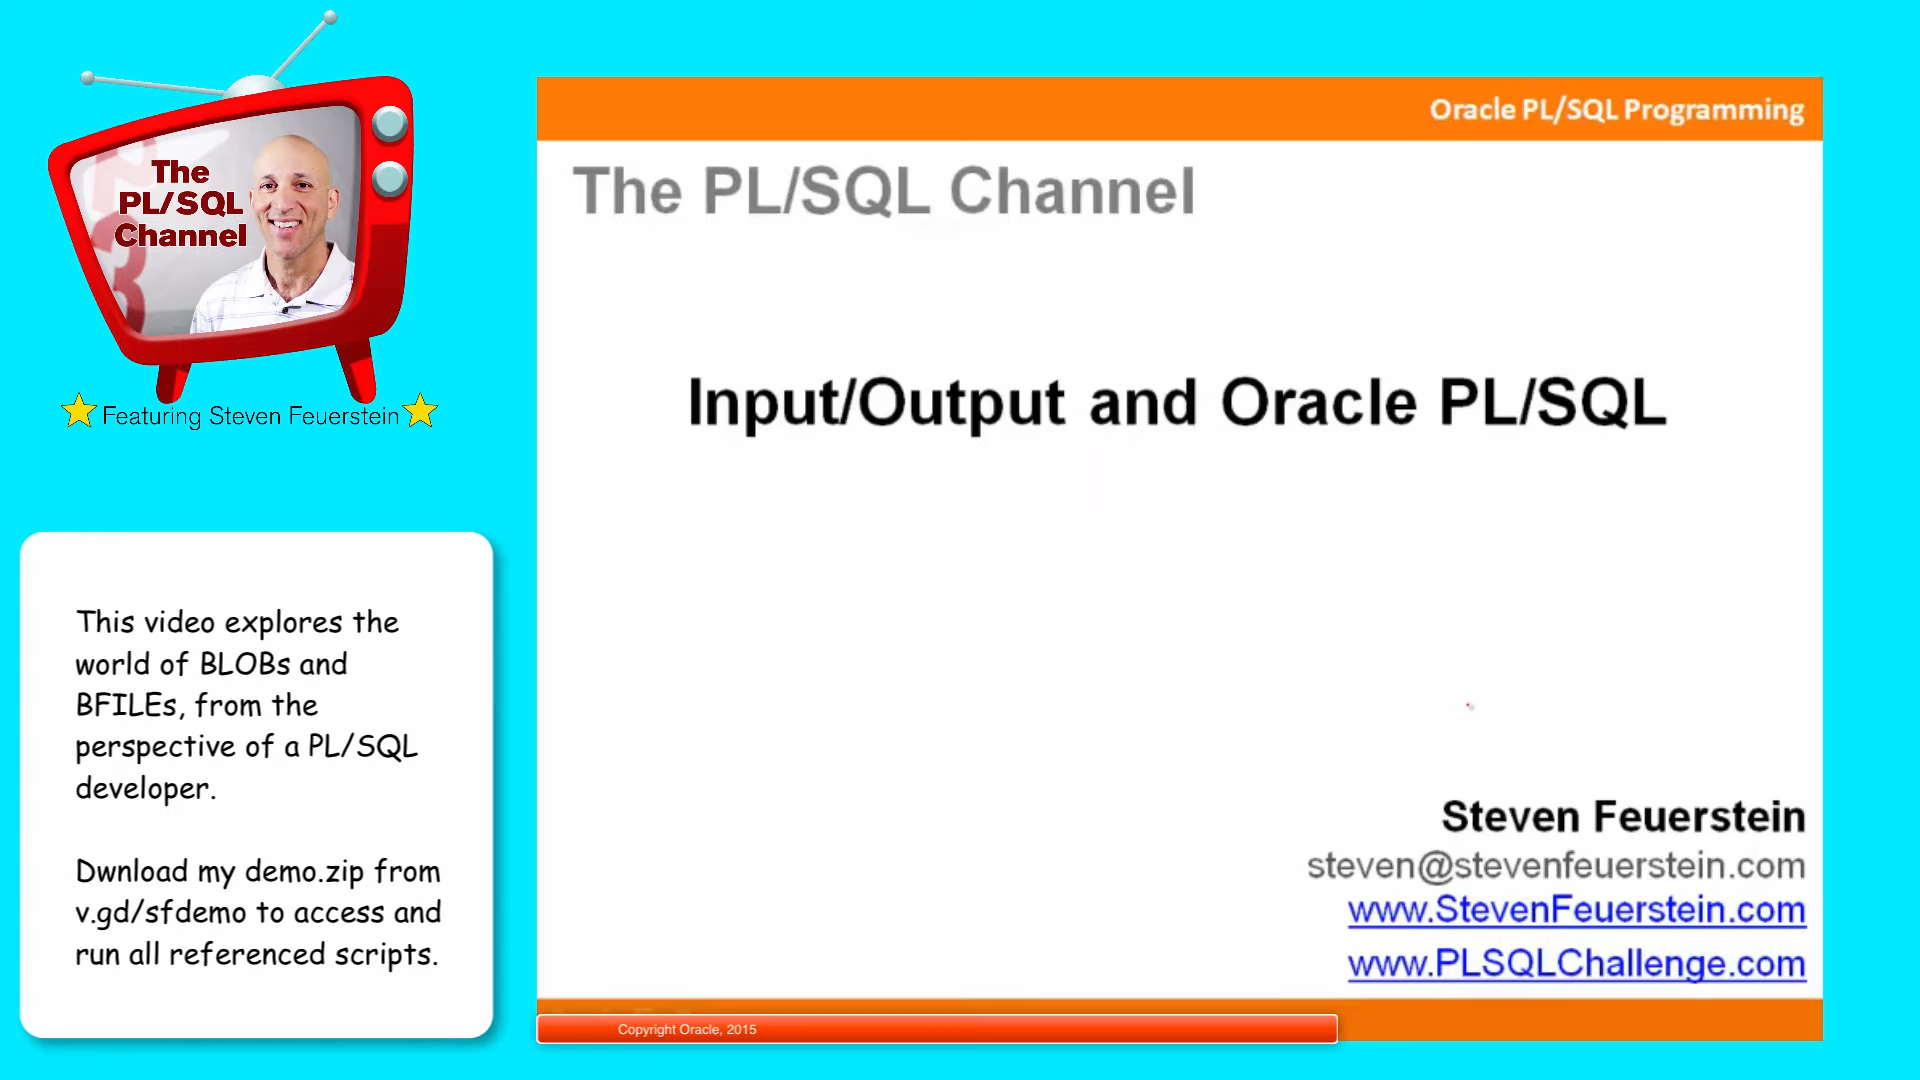 The
PL/SQL
Channel
Featuring Steven Feuerstein
This video explores the
world of BLOBs and
BFILEs, from the
perspective of a PL/SQL
developer.
Dwnload my demo.zip from
v.gd/sfdemo to access and
run all referenced scripts.
Oracle PL/SQL Programming
The PL/SQL Channel
Input/Output and Oracle PL/SQL
Steven Feuerstein
steven@stevenfeuerstein.com
www.StevenFeuerstein.com
www.PLSQLChallenge.com
Copyright Oracle, 2015